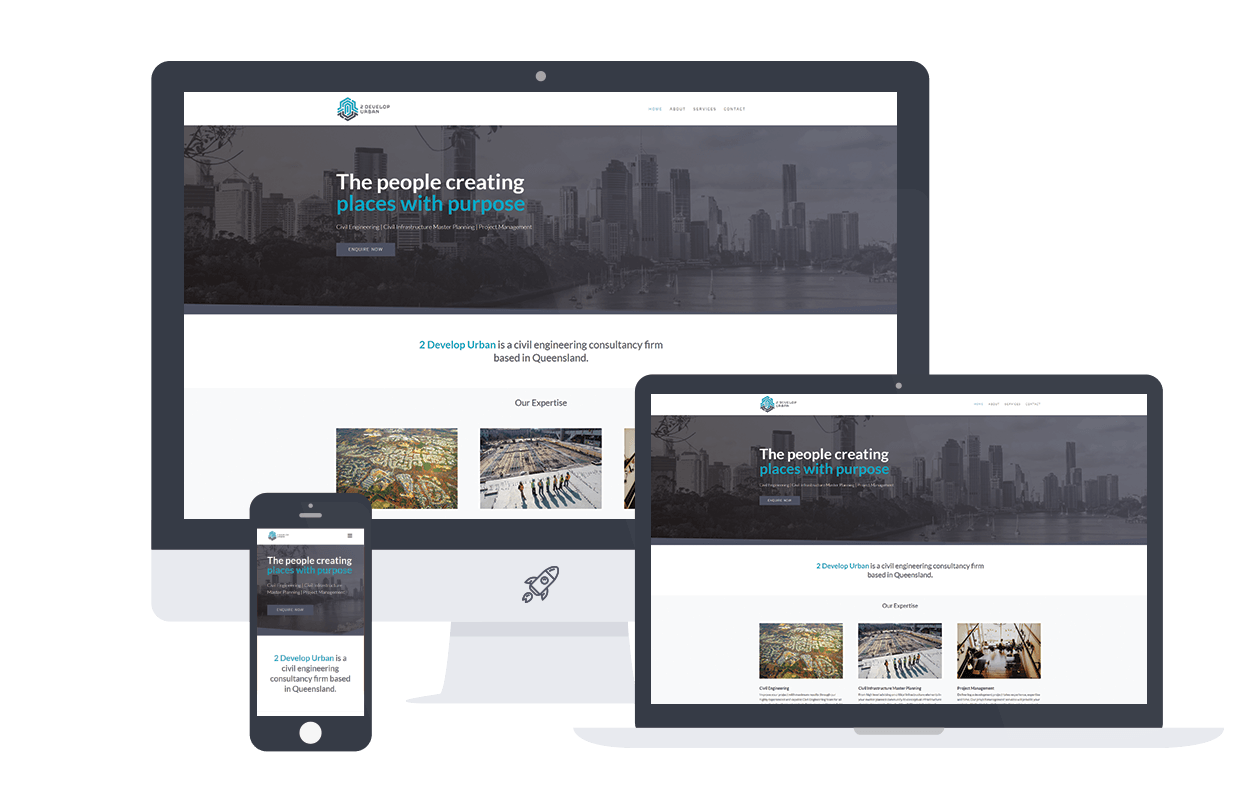 2 DEVELOP
URBAN
HOME ABOUT SERVICES CONTACT
The people creating
places with purpose
Civil Engineering | Civil Infrastructure Master Planning | Project Management
ENQUIRE NOW
2 Develop Urban is a civil engineering consultancy firm
based in Queensland.
Our Expertise
2 DEVELOP
URBAN
HOME ABOUT SERVICES CONTACT
The people creating
places with purpose
Civil Engineering | Civil Infrastructure Master Planning | Project Management
ENQUIRE NOW
2 Develop Urban is a civil engineering consultancy firm
based in Queensland.
Our Expertise
Civil Engineering
Civil Infrastructure Master Planning
Project Management
The people creating
places with purpose
Civil Engineering | Civil Infrastructure
Master Planning | Project Management
ENQUIRE NOW
2 Develop Urban is a
civil engineering
consultancy firm based
in Queensland.